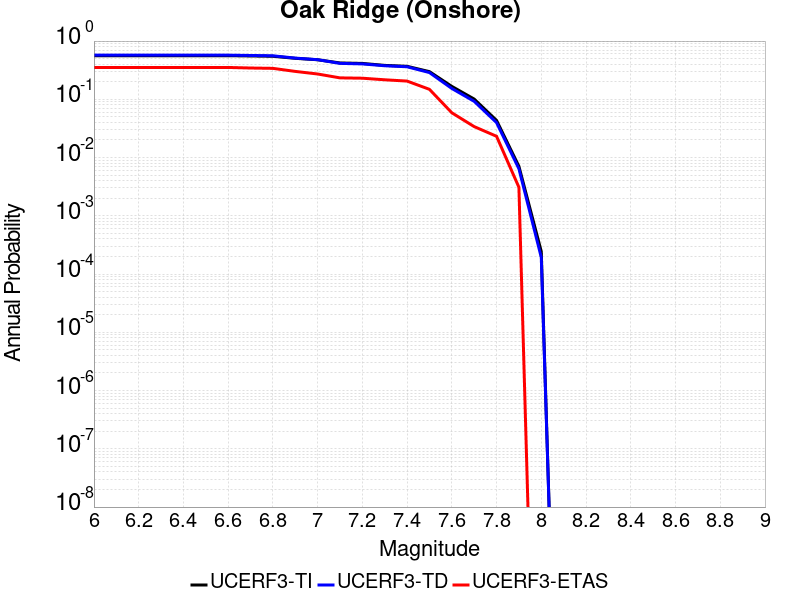 Oak Ridge (Onshore)
10^0
10^-1
10^-2
10^-3
10^-4
10^-5
10^-6
10^-7
10^-8
Annual Probability
6 6.2 6.4 6.6 6.8 7 7.2 7.4 7.6 7.8 8 8.2 8.4 8.6 8.8 9
Magnitude
UCERF3-TI UCERF3-TD UCERF3-ETAS